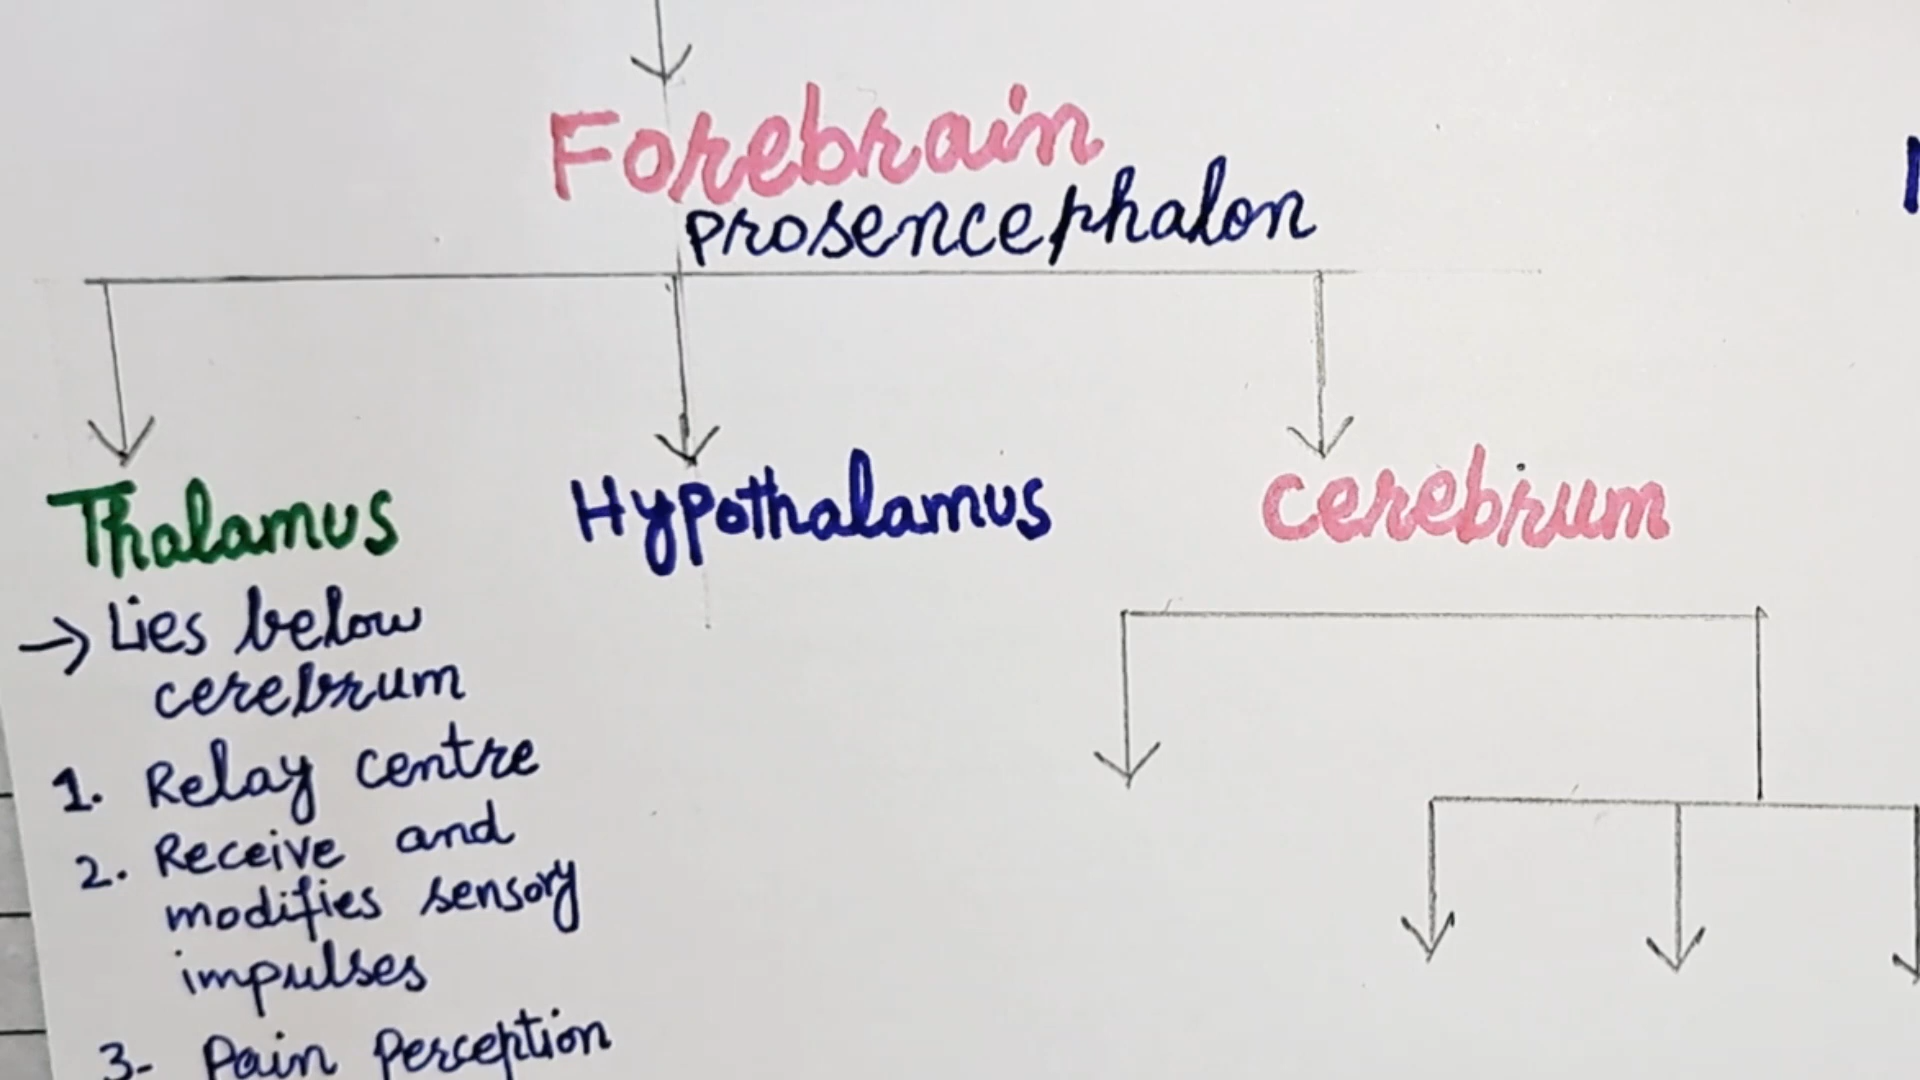 Forebrain
prosencephalon
Thalamus
Hypothalamus
cerebrum
→ Lies below
cerebrum
1. Relay centre
2. Receive and
modifies sensory
impulses
3- Pain Perception